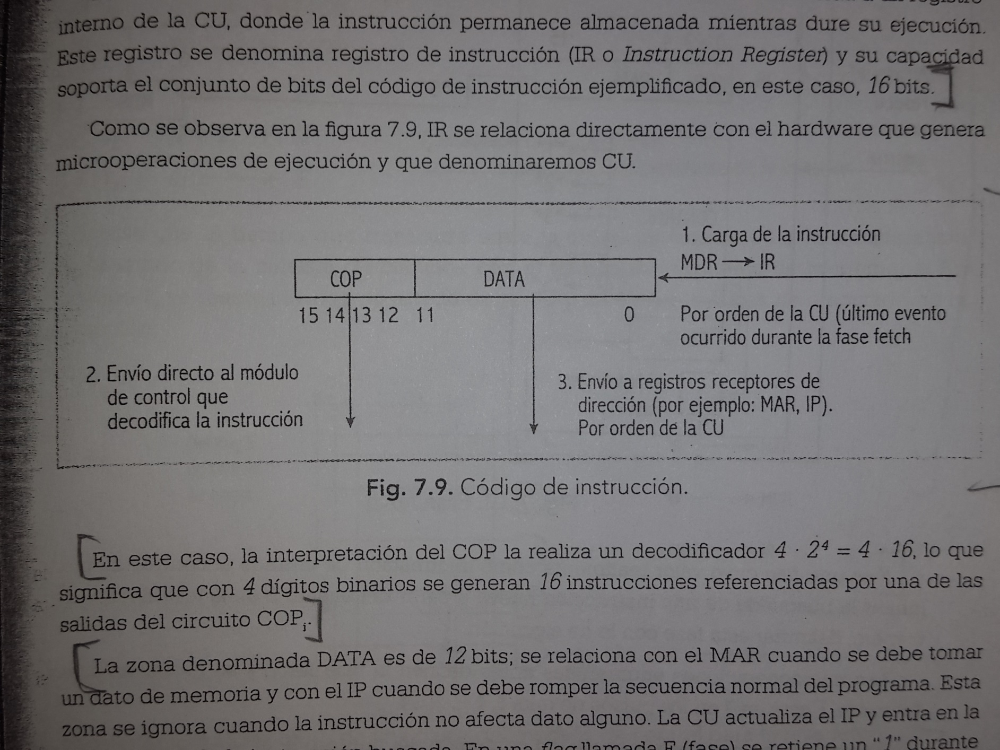 interno de la CU, donde la instrucción permanece almacenada mientras dure su ejecución.
Este registro se denomina registro de instrucción (IR o Instruction Register) y su capacidad
soporta el conjunto de bits del código de instrucción ejemplificado, en este caso, 16 bits.
Como se observa en la figura 7.9, IR se relaciona directamente con el hardware que genera
microoperaciones de ejecución y que denominaremos CU.
1. Carga de la instrucción
MDR → IR
COP DATA
15 14 13 12 11 0
Por orden de la CU (último evento
ocurrido durante la fase fetch
2. Envío directo al módulo
de control que
decodifica la instrucción
3. Envío a registros receptores de
dirección (por ejemplo: MAR, IP).
Por orden de la CU
Fig. 7.9. Código de instrucción.
En este caso, la interpretación del COP la realiza un decodificador 4 · 2⁴ = 4 · 16, lo que
significa que con 4 dígitos binarios se generan 16 instrucciones referenciadas por una de las
salidas del circuito COPᵢ.
La zona denominada DATA es de 12 bits; se relaciona con el MAR cuando se debe tomar
un dato de memoria y con el IP cuando se debe romper la secuencia normal del programa. Esta
zona se ignora cuando la instrucción no afecta dato alguno. La CU actualiza el IP y entra en la
En una flag llamada F (fase) se retiene un "1" durante